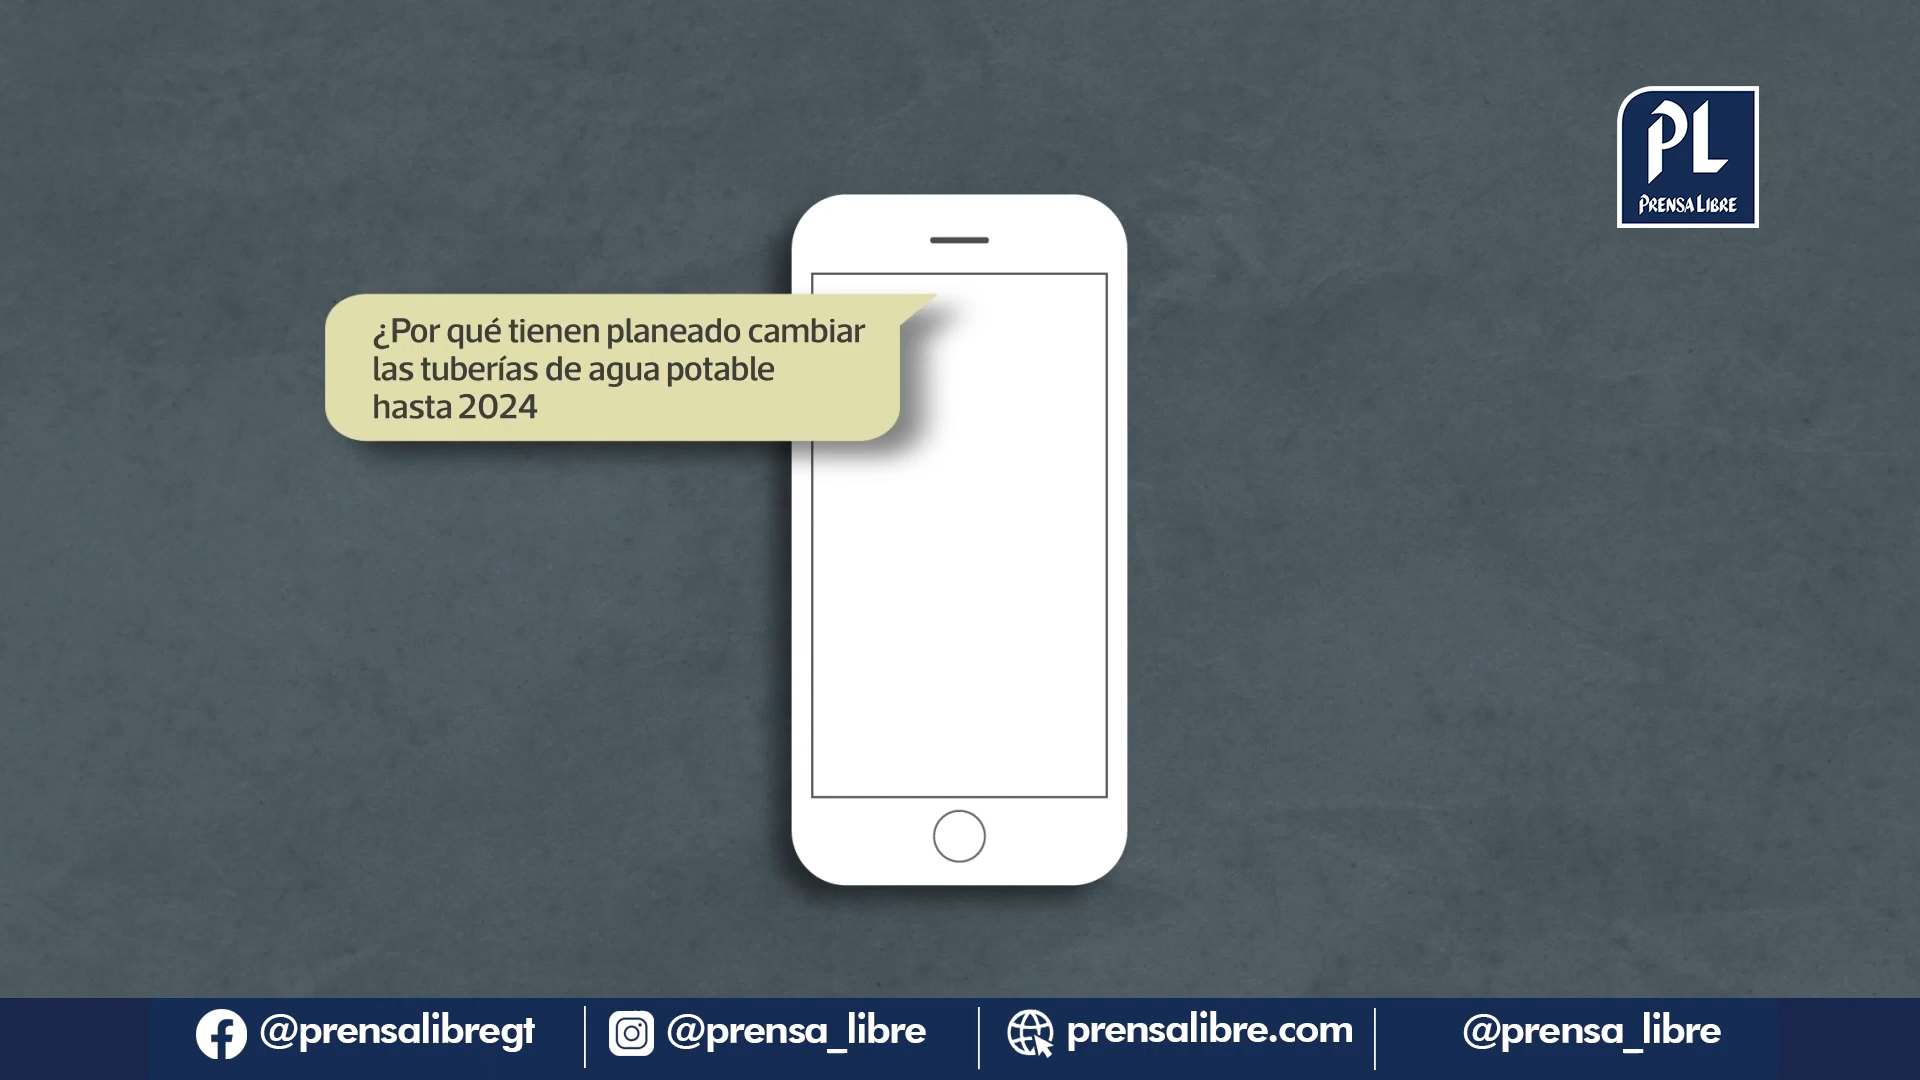 PL
PRENSA LIBRE
¿Por qué tienen planeado cambiar
las tuberías de agua potable
hasta 2024
@prensalibregt
@prensa_libre
prensalibre.com
@prensa_libre